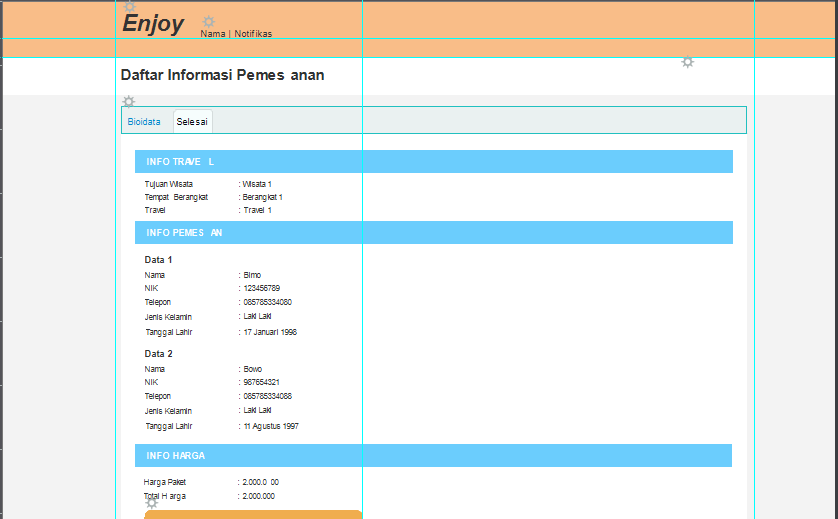 Enjoy
Nama | Notifikas
Daftar Informasi Pemes anan
Bioidata
Selesai
INFO TRAVE L
Tujuan Wisata : Wisata 1
Tempat Berangkat : Berangkat 1
Travel : Travel 1
INFO PEMES AN
Data 1
Nama : Bimo
NIK : 123456789
Telepon : 085785334080
Jenis Kelamin : Laki Laki
Tanggal Lahir : 17 Januari 1998
Data 2
Nama : Bowo
NIK : 987654321
Telepon : 085785334088
Jenis Kelamin : Laki Laki
Tanggal Lahir : 11 Agustus 1997
INFO HARGA
Harga Paket : 2.000.0 00
Total H arga : 2.000.000